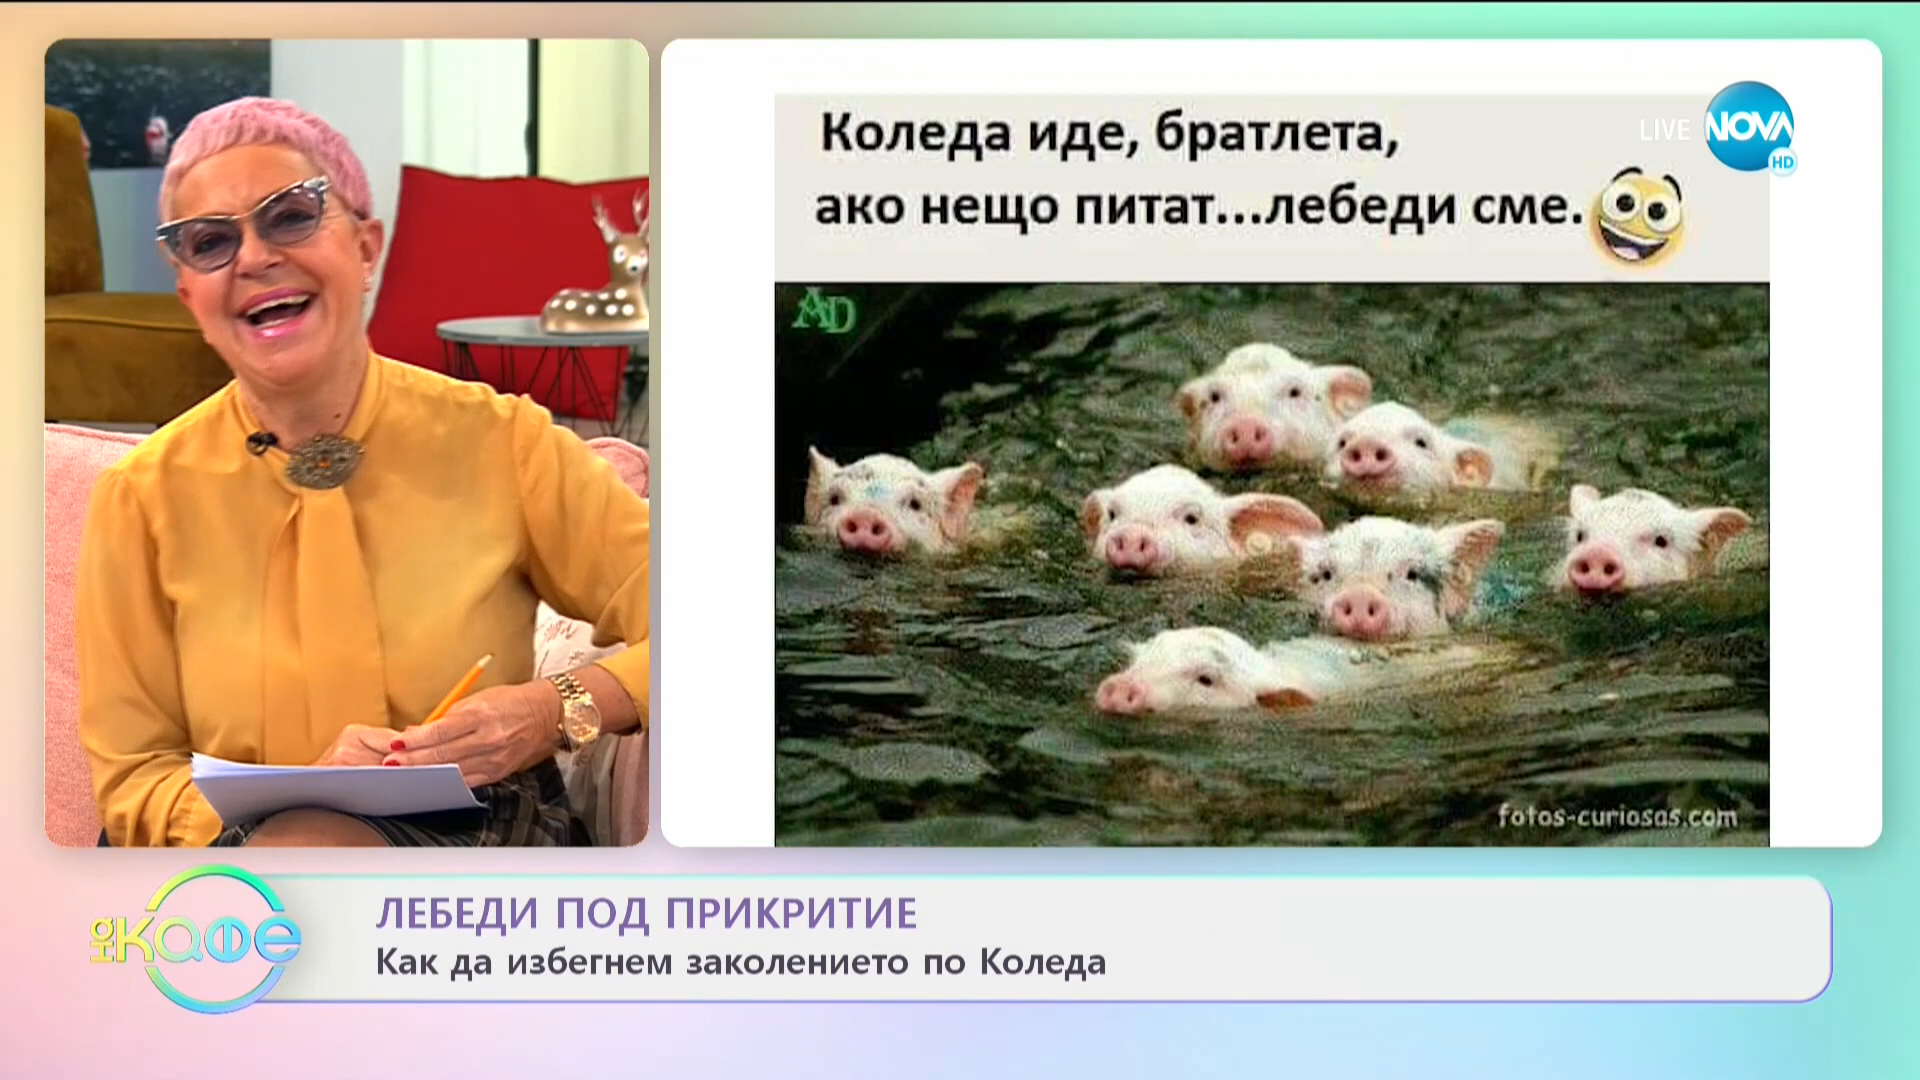 Коледа иде, братлета,
ако нещо питат...лебеди сме.
LIVE NOVA
HD
AD
fotos-curiosas.com
на кафе
ЛЕБЕДИ ПОД ПРИКРИТИЕ
Как да избегнем заколението по Коледа